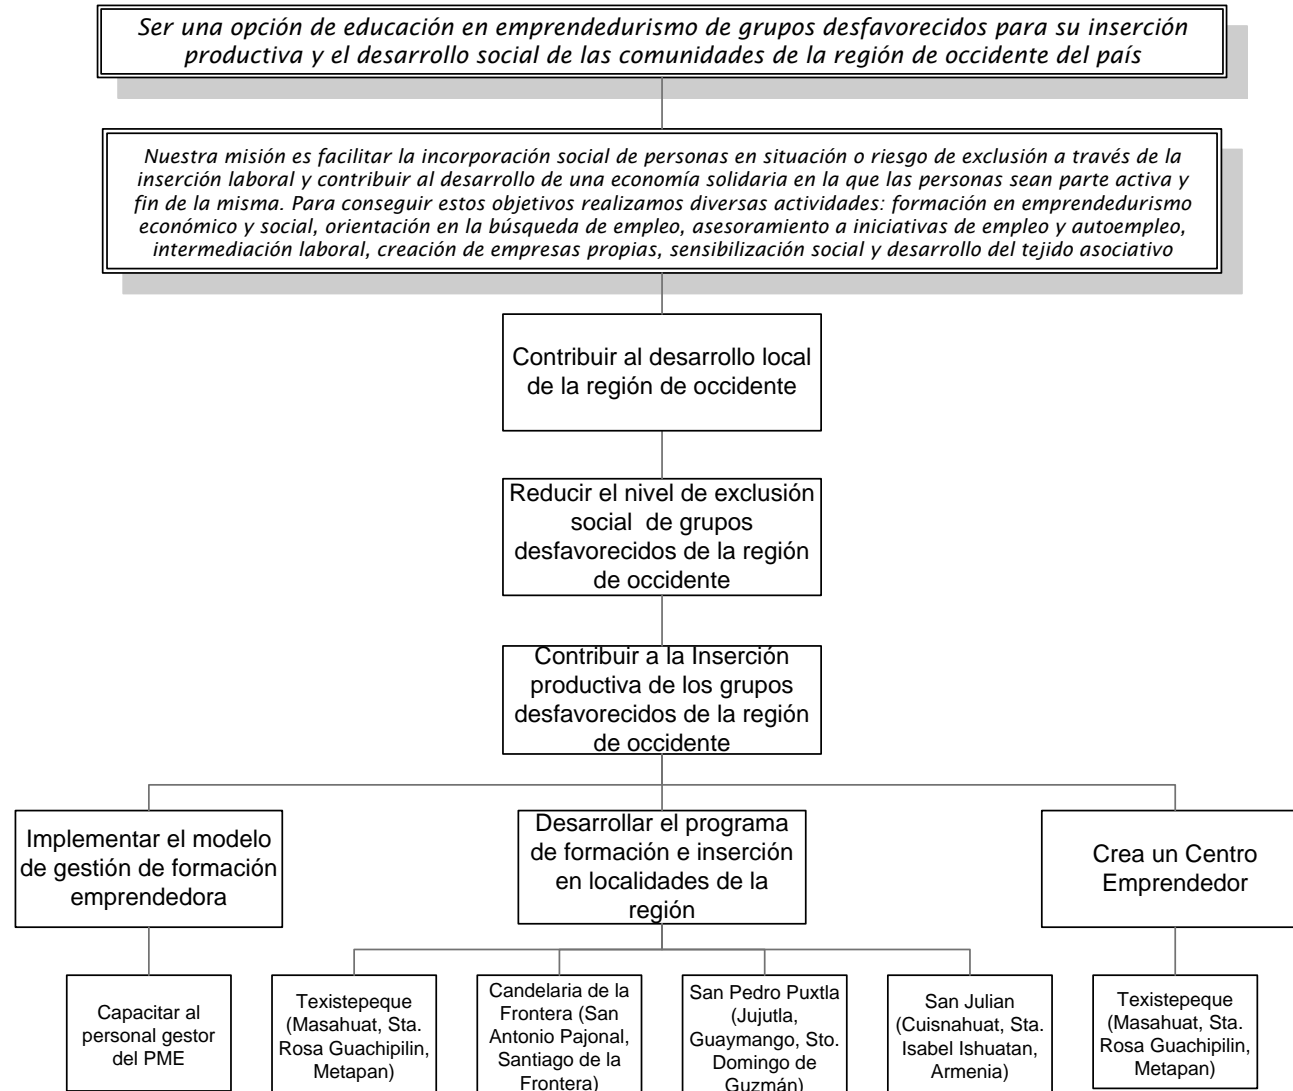 Ser una opción de educación en emprendedurismo de grupos desfavorecidos para su inserción
productiva y el desarrollo social de las comunidades de la región de occidente del país
Nuestra misión es facilitar la incorporación social de personas en situación o riesgo de exclusión a través de la
inserción laboral y contribuir al desarrollo de una economía solidaria en la que las personas sean parte activa y
fin de la misma. Para conseguir estos objetivos realizamos diversas actividades: formación en emprendedurismo
económico y social, orientación en la búsqueda de empleo, asesoramiento a iniciativas de empleo y autoempleo,
intermediación laboral, creación de empresas propias, sensibilización social y desarrollo del tejido asociativo
Contribuir al desarrollo local
de la región de occidente
Reducir el nivel de exclusión
social de grupos
desfavorecidos de la región
de occidente
Contribuir a la Inserción
productiva de los grupos
desfavorecidos de la región
de occidente
Implementar el modelo
de gestión de formación
emprendedora
Desarrollar el programa
de formación e inserción
en localidades de la
región
Crea un Centro
Emprendedor
Capacitar al
personal gestor
del PME
Texistepeque
(Masahuat, Sta.
Rosa Guachipilin,
Metapan)
Candelaria de la
Frontera (San
Antonio Pajonal,
Santiago de la
Frontera)
San Pedro Puxtla
(Jujutla,
Guaymango, Sto.
Domingo de
Guzmán)
San Julian
(Cuisnahuat, Sta.
Isabel Ishuatan,
Armenia)
Texistepeque
(Masahuat, Sta.
Rosa Guachipilin,
Metapan)